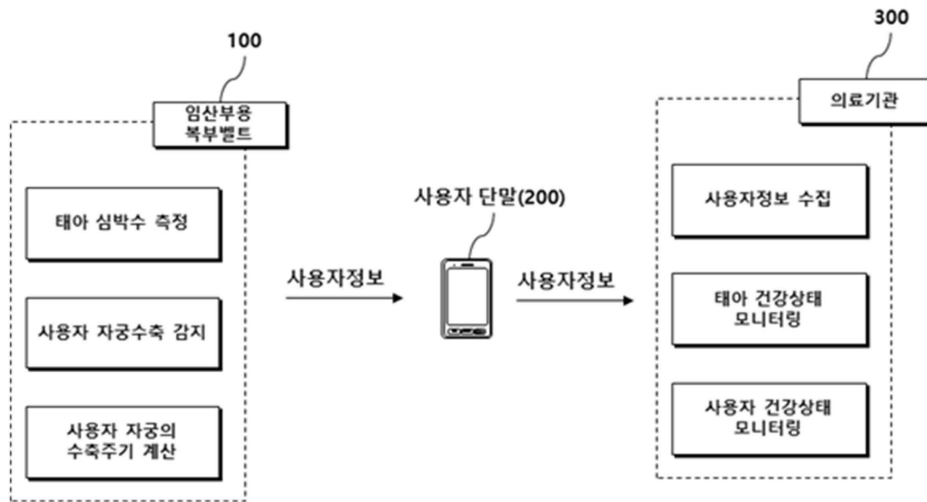 100
임산부용
복부벨트
태아 심박수 측정
사용자 자궁수축 감지
사용자 자궁의
수축주기 계산
사용자정보
사용자 단말(200)
사용자정보
300
의료기관
사용자정보 수집
태아 건강상태
모니터링
사용자 건강상태
모니터링